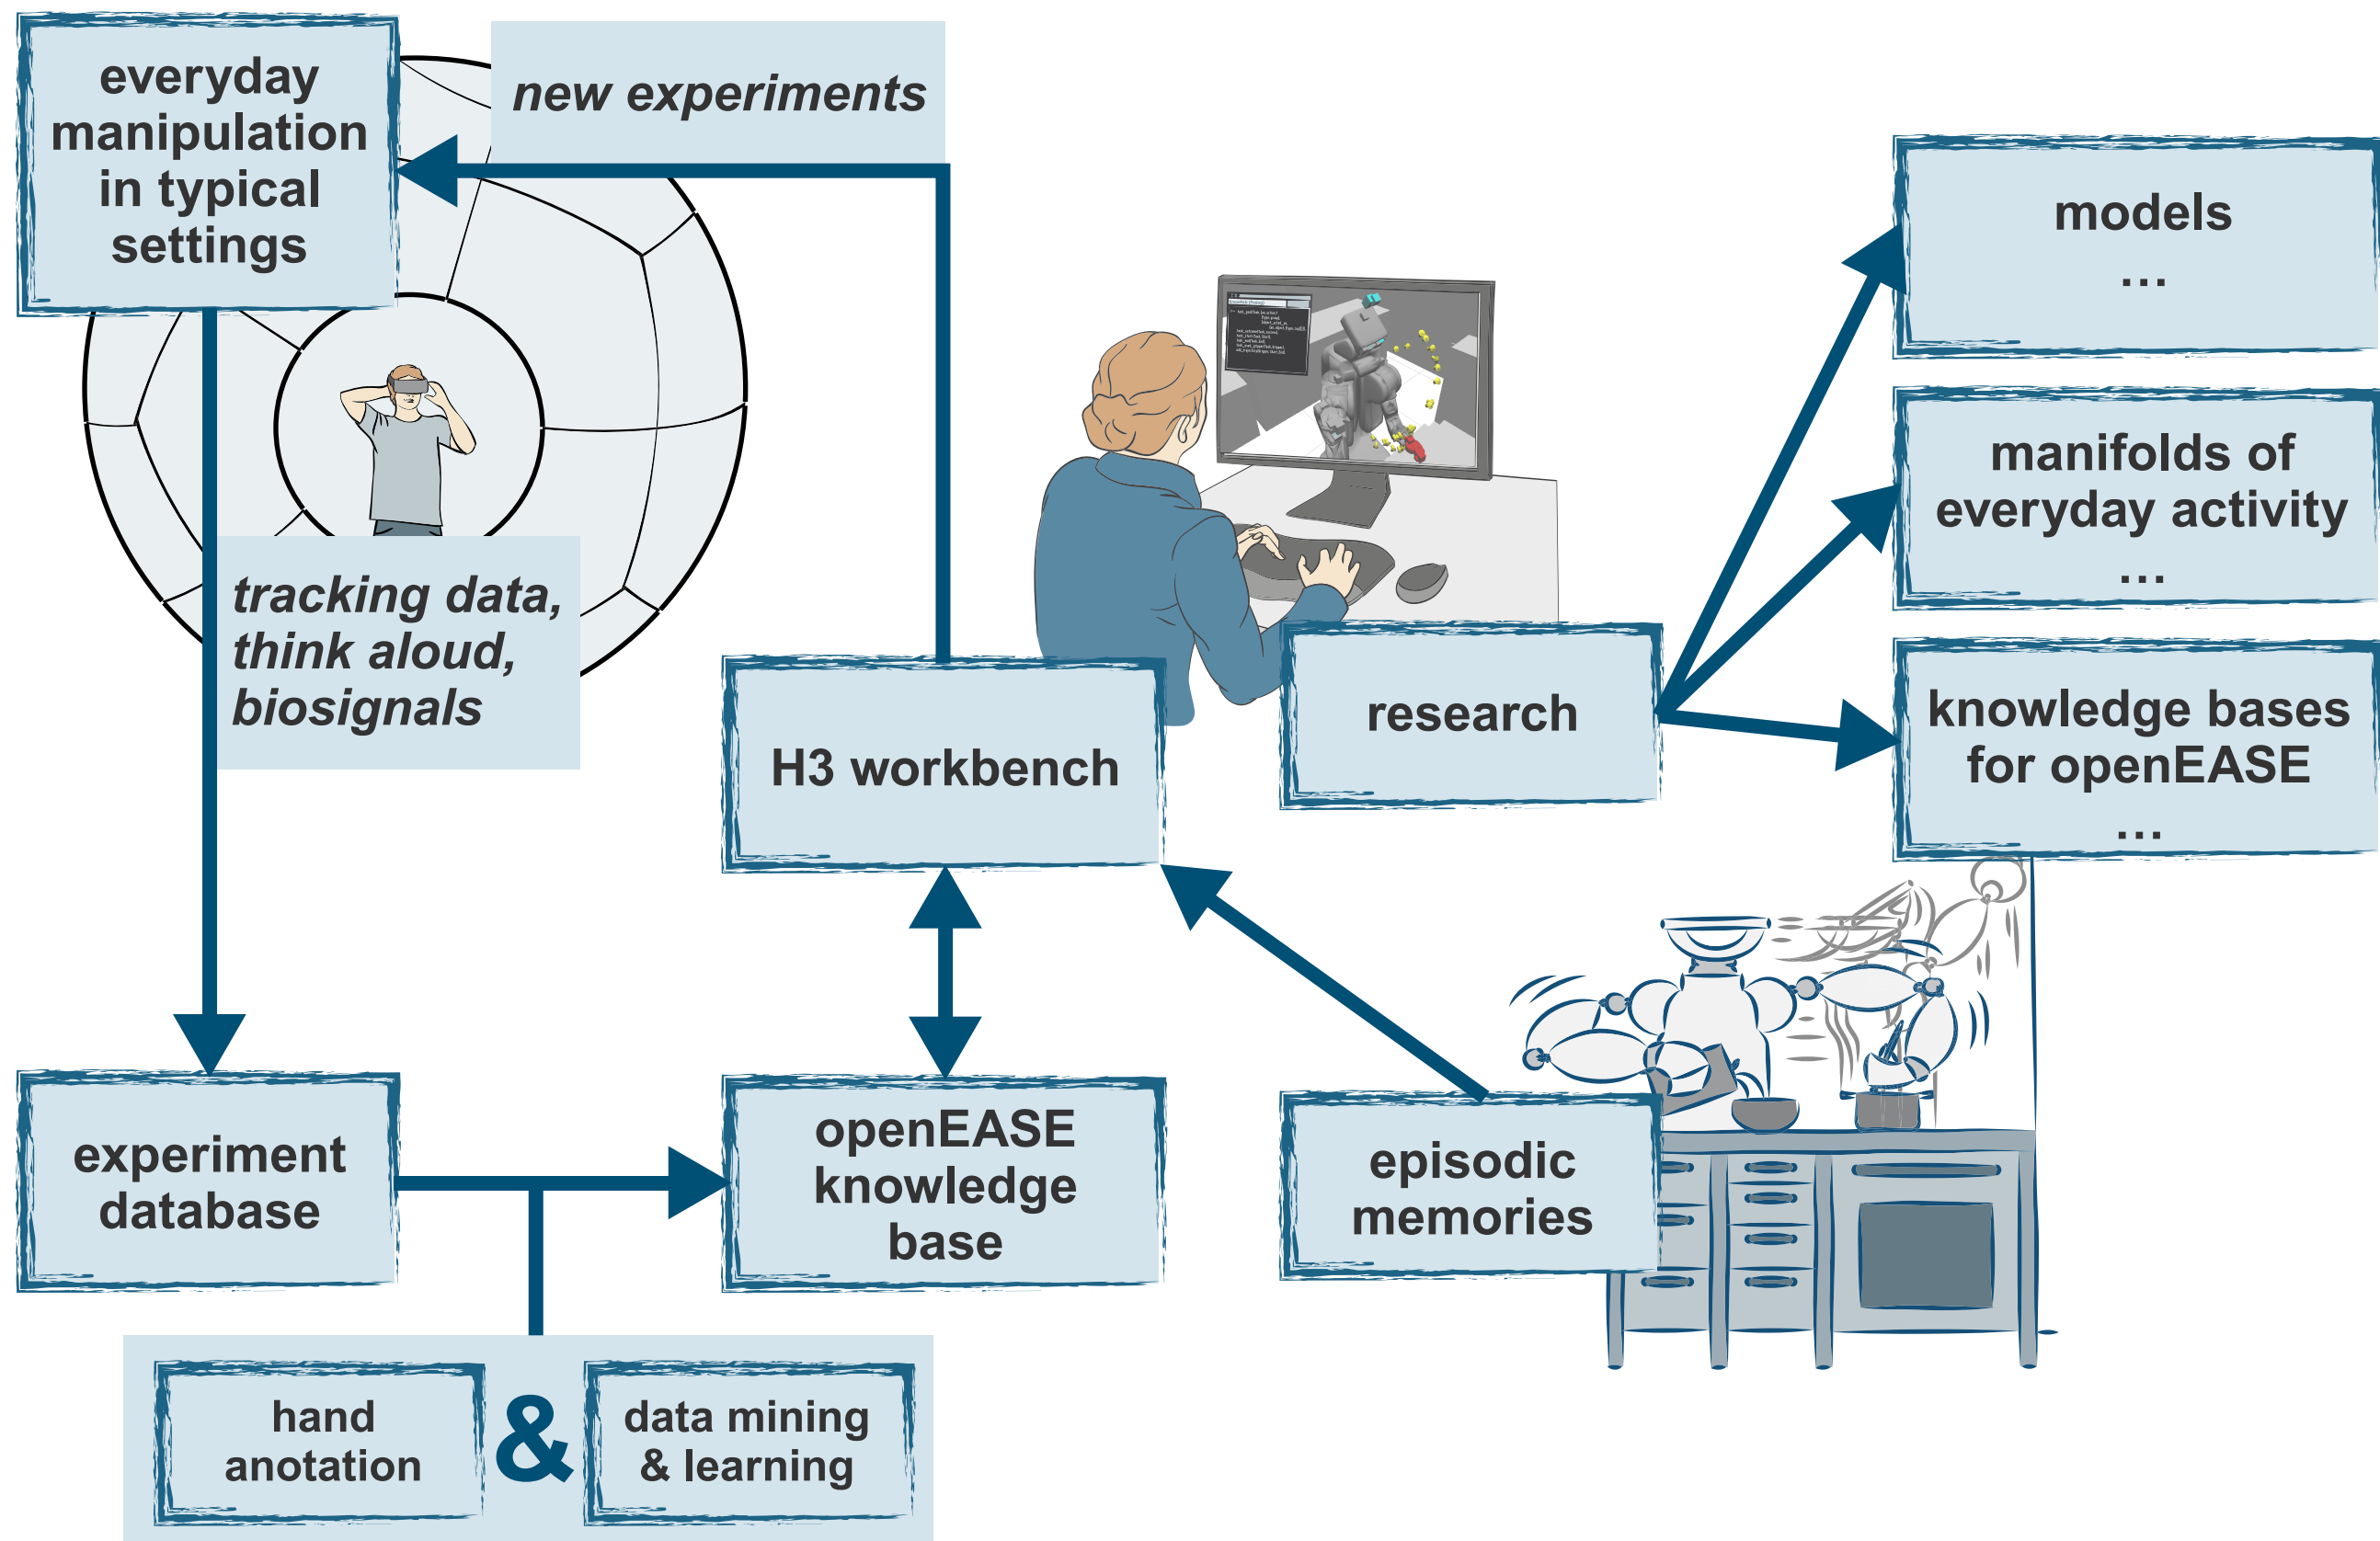 everyday
manipulation
in typical
settings
new experiments
models
…
manifolds of
everyday activity
…
tracking data,
think aloud,
biosignals
H3 workbench
research
knowledge bases
for openEASE
…
experiment
database
openEASE
knowledge
base
episodic
memories
hand
anotation
&
data mining
& learning